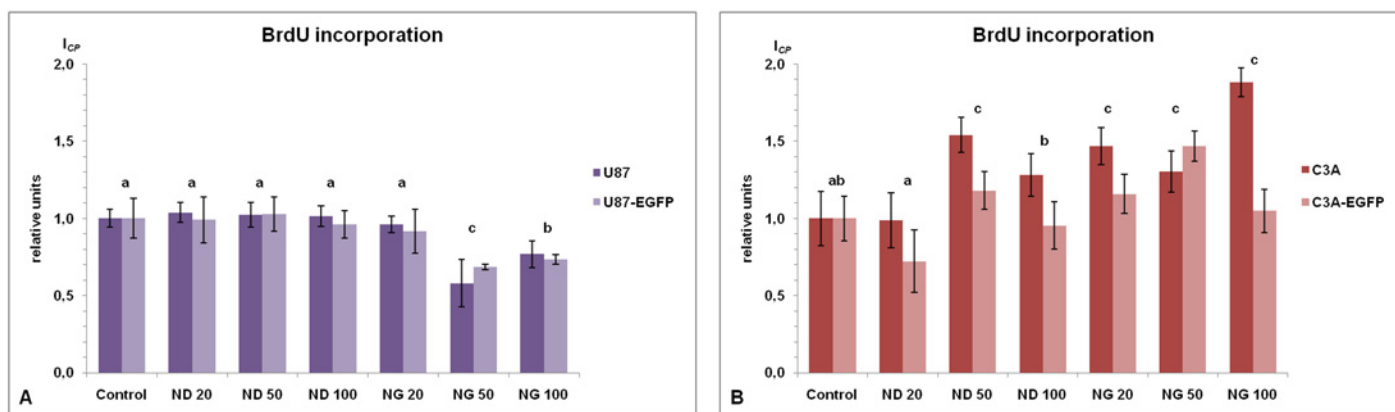 BrdU incorporation
I_CP
2,0
1,5
1,0
0,5
0,0
relative units
a a a a a c b
U87
U87-EGFP
A Control ND 20 ND 50 ND 100 NG 20 NG 50 NG 100
BrdU incorporation
I_CP
2,0
1,5
1,0
0,5
0,0
relative units
ab a c b c c c
C3A
C3A-EGFP
B Control ND 20 ND 50 ND 100 NG 20 NG 50 NG 100